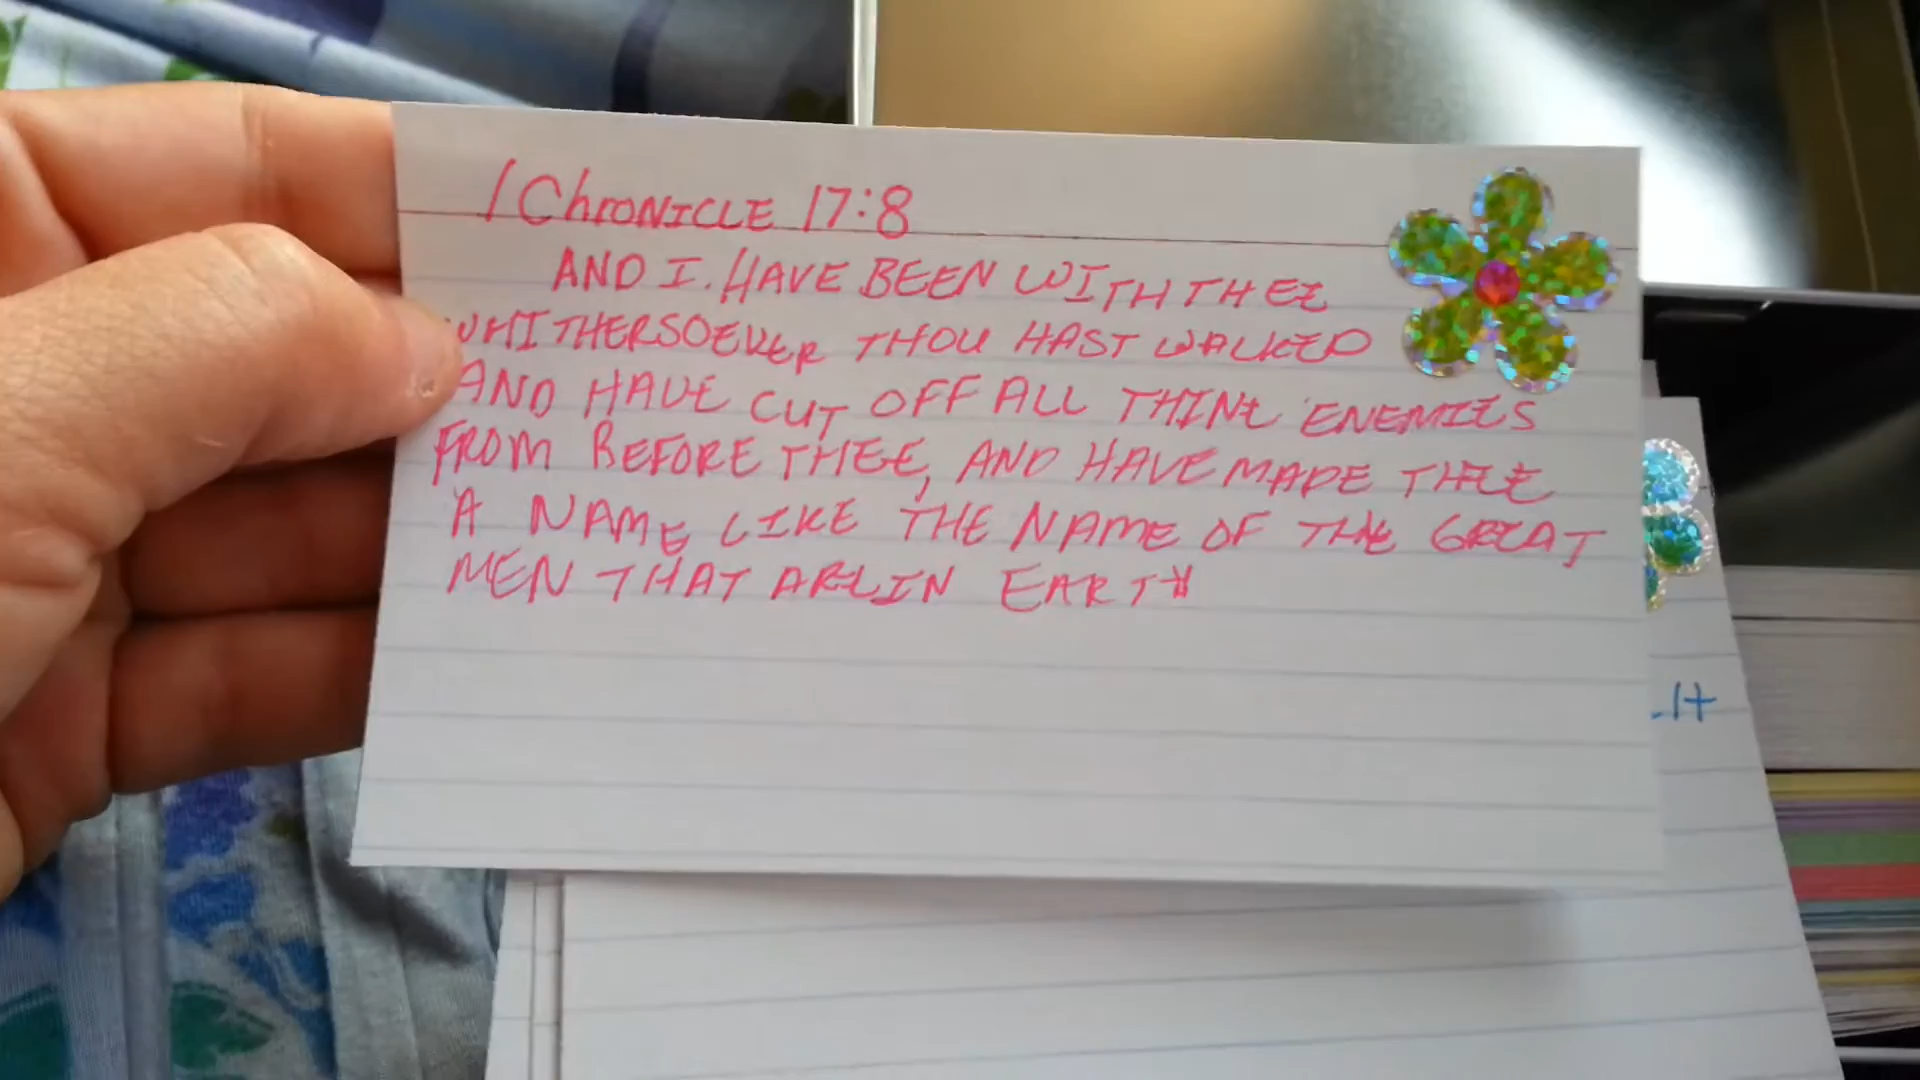 1 ChroNICLE 17:8
AND I. HAVE BEEN WITH THEE
WHITHERSOEVER THOU HAST WALKED
AND HAVE CUT OFF ALL THINE ENEMIES
FROM BEFORE THEE, AND HAVE MADE THEE
A NAME LIKE THE NAME OF THE GREAT
MEN THAT ARE IN EARTH